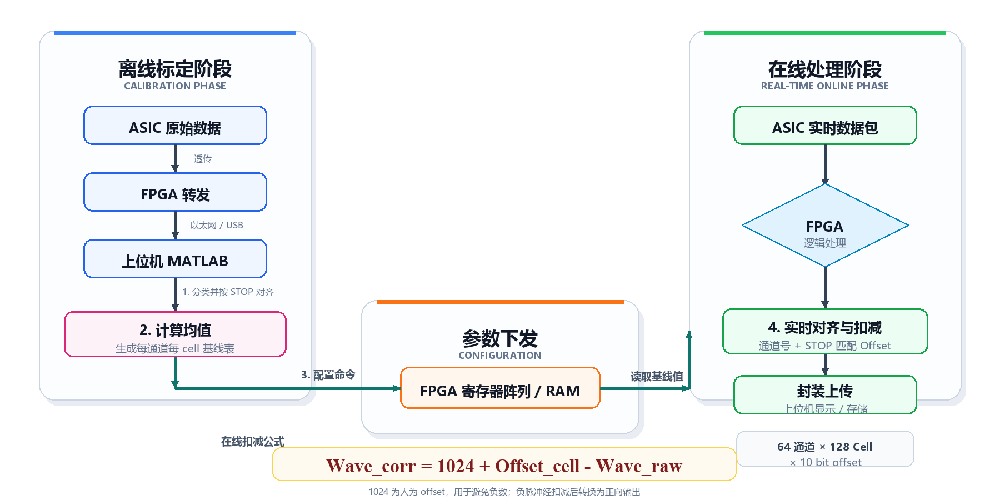 离线标定阶段
CALIBRATION PHASE
ASIC 原始数据
透传
FPGA 转发
以太网 / USB
上位机 MATLAB
1. 分类并按 STOP 对齐
2. 计算均值
生成每通道每 cell 基线表
3. 配置命令
参数下发
CONFIGURATION
FPGA 寄存器阵列 / RAM
读取基线值
在线处理阶段
REAL-TIME ONLINE PHASE
ASIC 实时数据包
FPGA
逻辑处理
4. 实时对齐与扣减
通道号 + STOP 匹配 Offset
封装上传
上位机显示 / 存储
64 通道 × 128 Cell
× 10 bit offset
在线扣减公式
Wave_corr = 1024 + Offset_cell - Wave_raw
1024 为人为 offset，用于避免负数；负脉冲经扣减后转换为正向输出